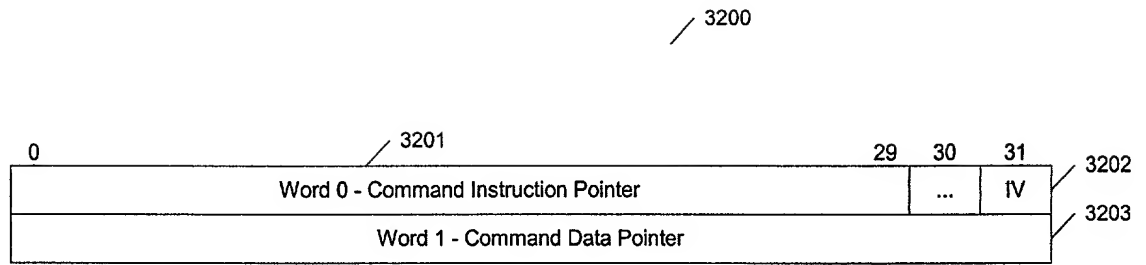 3200
3201
0 29 30 31
3202
Word 0 - Command Instruction Pointer ... IV
3203
Word 1 - Command Data Pointer